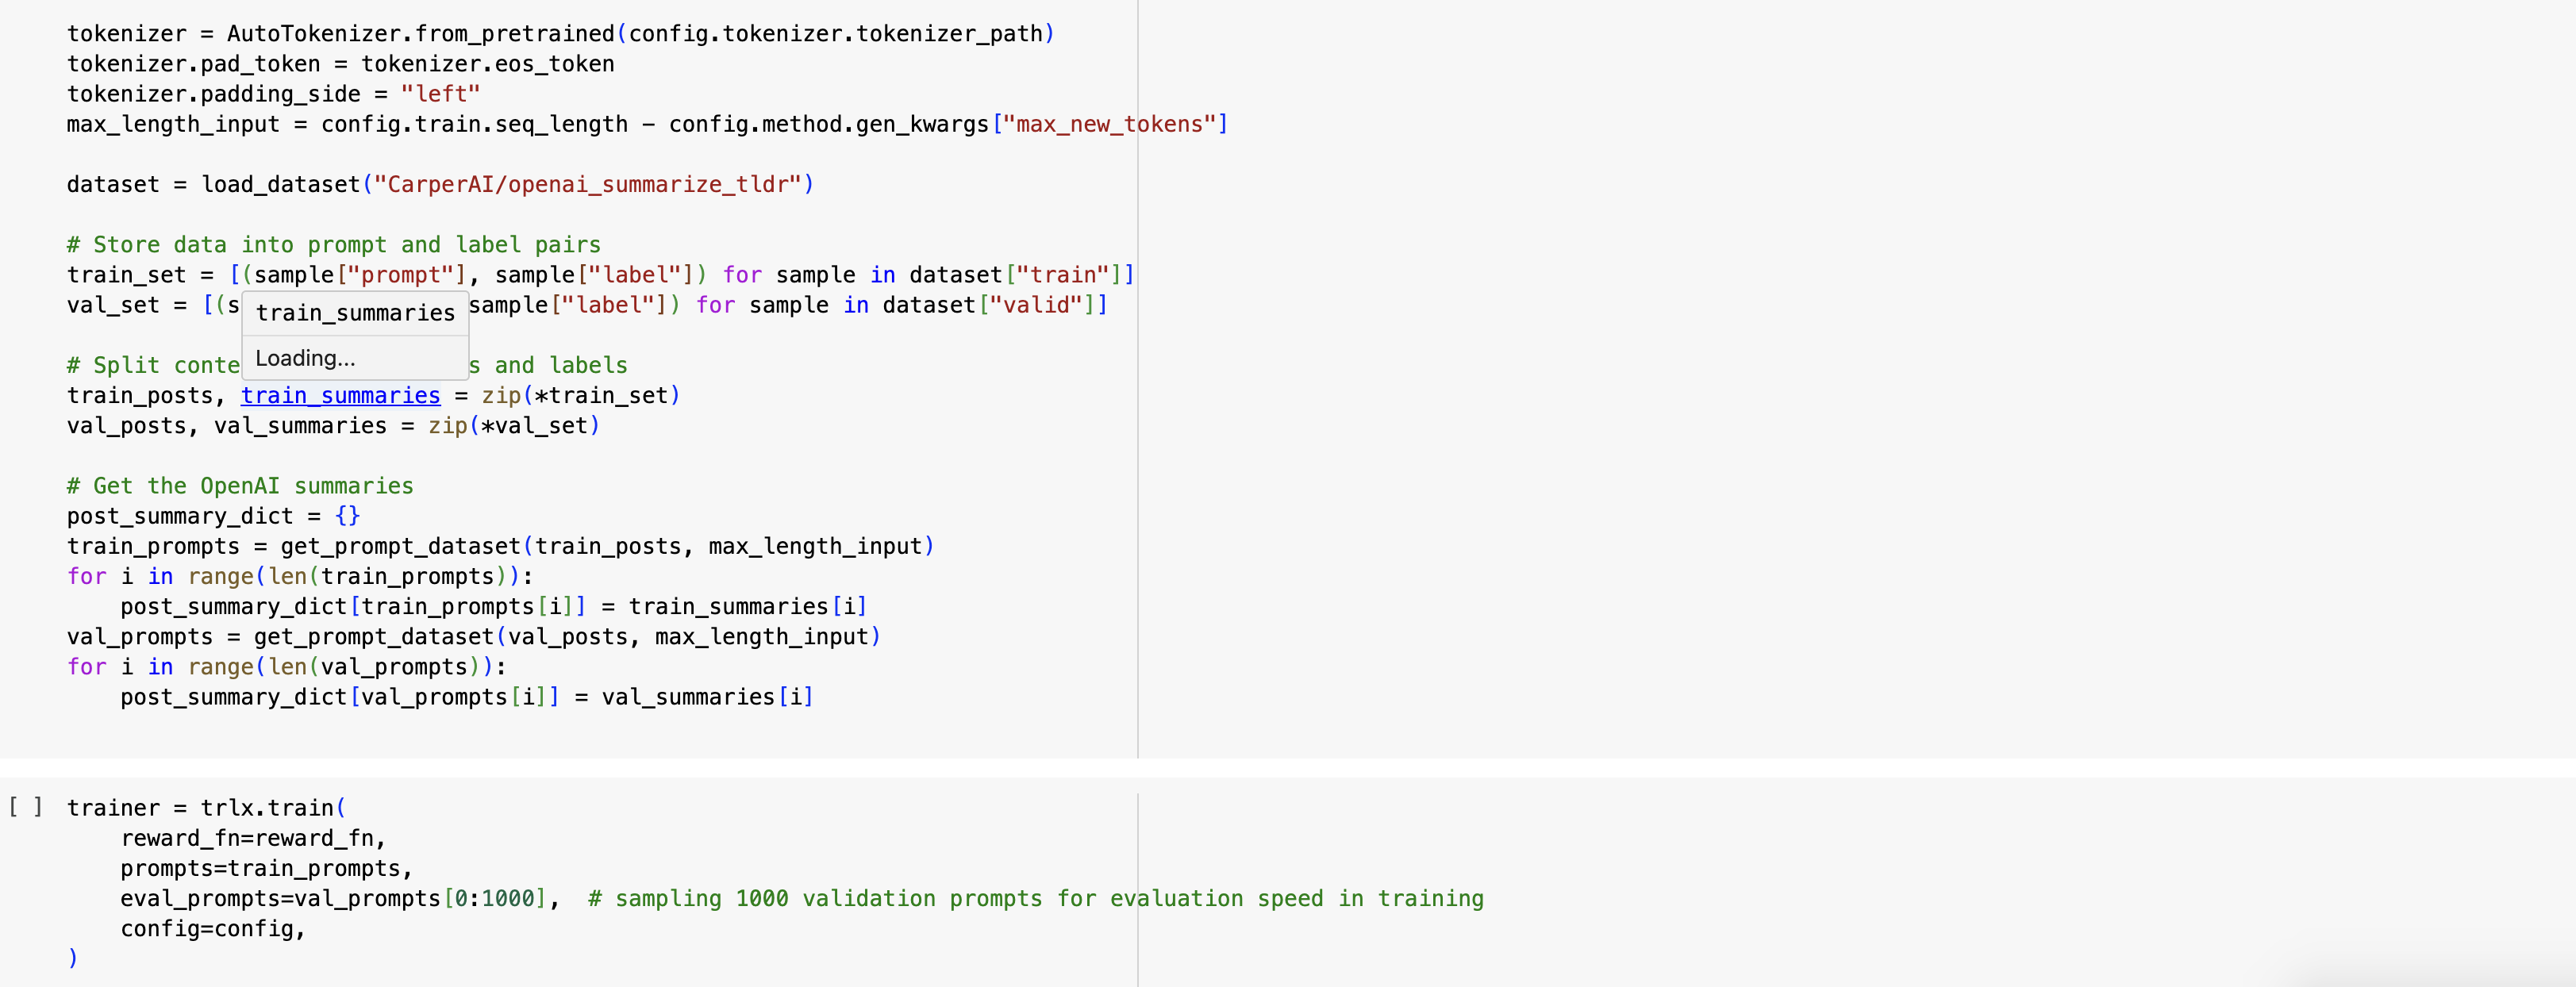 tokenizer = AutoTokenizer.from_pretrained(config.tokenizer.tokenizer_path)
tokenizer.pad_token = tokenizer.eos_token
tokenizer.padding_side = "left"
max_length_input = config.train.seq_length - config.method.gen_kwargs["max_new_tokens"]
dataset = load_dataset("CarperAI/openai_summarize_tldr")
# Store data into prompt and label pairs
train_set = [(sample["prompt"], sample["label"]) for sample in dataset["train"]]
val_set = [(s sample["label"]) for sample in dataset["valid"]]
train_summaries
Loading...
# Split conte s and labels
train_posts, train_summaries = zip(*train_set)
val_posts, val_summaries = zip(*val_set)
# Get the OpenAI summaries
post_summary_dict = {}
train_prompts = get_prompt_dataset(train_posts, max_length_input)
for i in range(len(train_prompts)):
    post_summary_dict[train_prompts[i]] = train_summaries[i]
val_prompts = get_prompt_dataset(val_posts, max_length_input)
for i in range(len(val_prompts)):
    post_summary_dict[val_prompts[i]] = val_summaries[i]
[ ] trainer = trlx.train(
    reward_fn=reward_fn,
    prompts=train_prompts,
    eval_prompts=val_prompts[0:1000],  # sampling 1000 validation prompts for evaluation speed in training
    config=config,
)